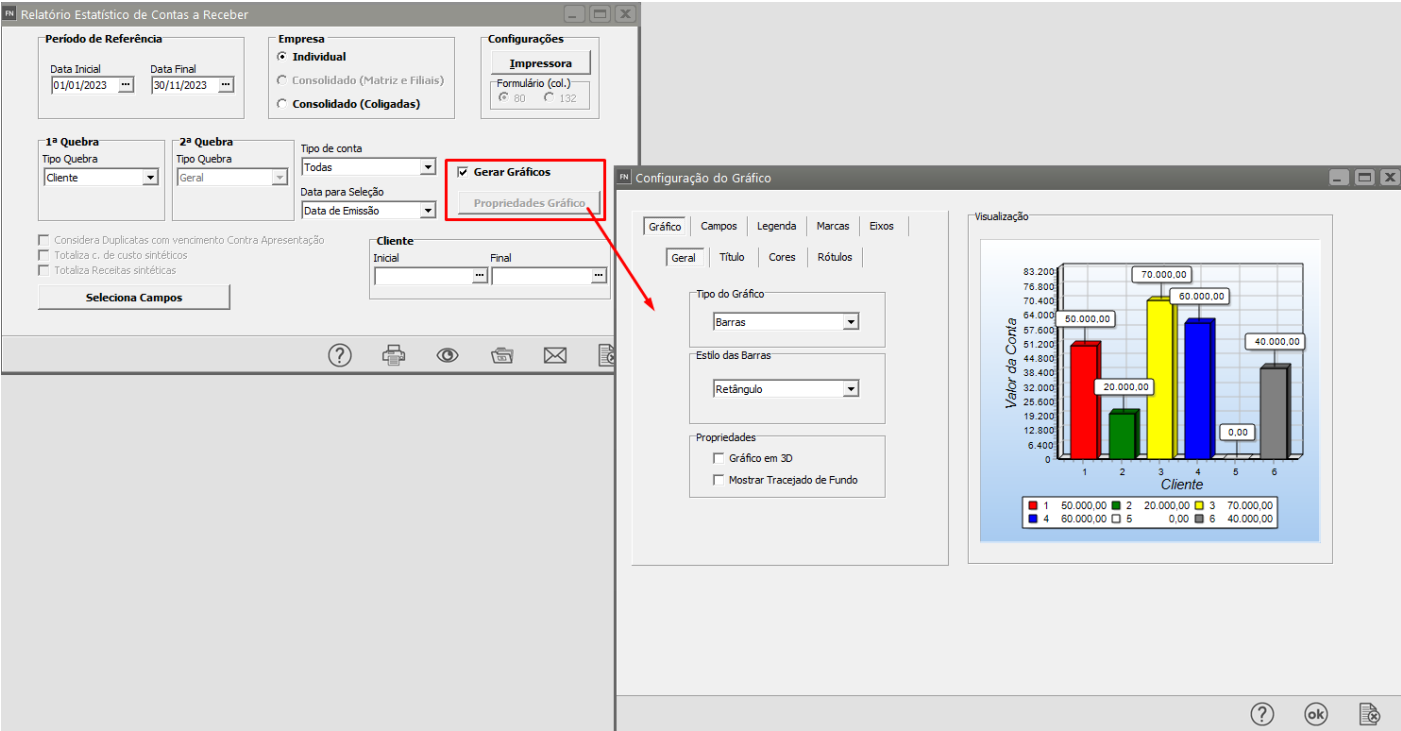 FN Relatório Estatístico de Contas a Receber
Período de Referência
Data Inicial Data Final
01/01/2023 ... 30/11/2023 ...
Empresa
Individual
Consolidado (Matriz e Filiais)
Consolidado (Coligadas)
Configurações
Impressora
Formulário (col.)
80 132
1ª Quebra
Tipo Quebra
Cliente
2ª Quebra
Tipo Quebra
Geral
Tipo de conta
Todas
Data para Seleção
Data de Emissão
Gerar Gráficos
Propriedades Gráfico
Considera Duplicatas com vencimento Contra Apresentação
Totaliza c. de custo sintéticos
Totaliza Receitas sintéticas
Cliente
Inicial Final
... ...
Seleciona Campos
?
FN Configuração do Gráfico
Gráfico Campos Legenda Marcas Eixos
Geral Título Cores Rótulos
Tipo do Gráfico
Barras
Estilo das Barras
Retângulo
Propriedades
Gráfico em 3D
Mostrar Tracejado de Fundo
Visualização
Valor da Conta
83.200
76.800
70.400
64.000
57.600
51.200
44.800
38.400
32.000
25.600
19.200
12.800
6.400
0
50.000,00
20.000,00
70.000,00
60.000,00
0,00
40.000,00
1 2 3 4 5 6
Cliente
1 50.000,00 2 20.000,00 3 70.000,00
4 60.000,00 5 0,00 6 40.000,00
? ok